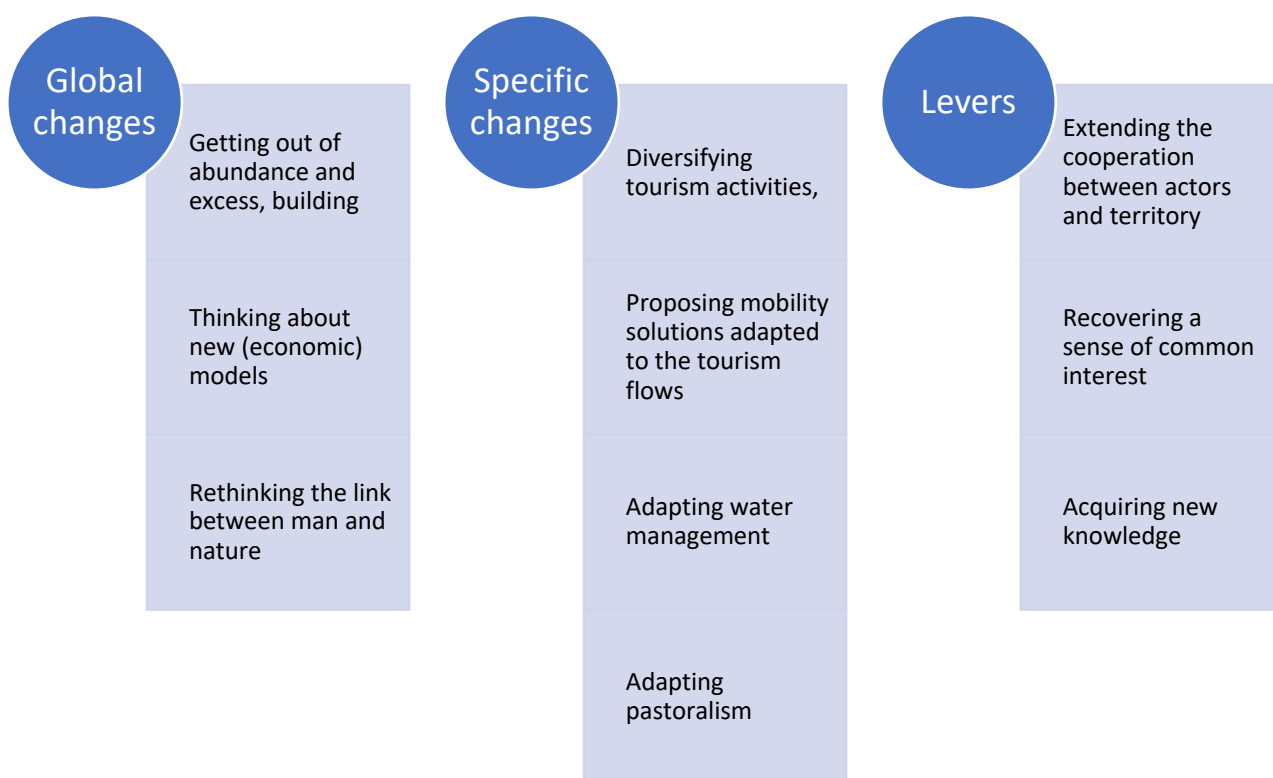 Global
changes
Getting out of
abundance and
excess, building
Thinking about
new (economic)
models
Rethinking the link
between man and
nature
Specific
changes
Diversifying
tourism activities,
Proposing mobility
solutions adapted
to the tourism
flows
Adapting water
management
Adapting
pastoralism
Levers
Extending the
cooperation
between actors
and territory
Recovering a
sense of common
interest
Acquiring new
knowledge